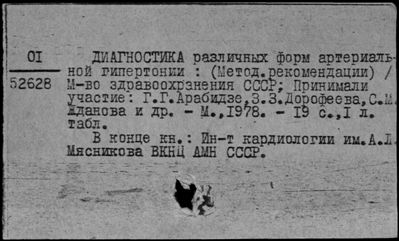 01
52628
ДИАГНОСТИКА различных форм артериаль-
ной гипертонии : (Метод.рекомендации) /
М-во здравоохранения СССР; Принимали
участие: Г.Г.Арабидзе,З.З.Дорофеева,С.М.
Жданова и др. - М.,1978. - 19 с.,1 л.
табл.
В конце кн.: Ин-т кардиологии им.А.Л.
Мясникова ВКНЦ АМН СССР.